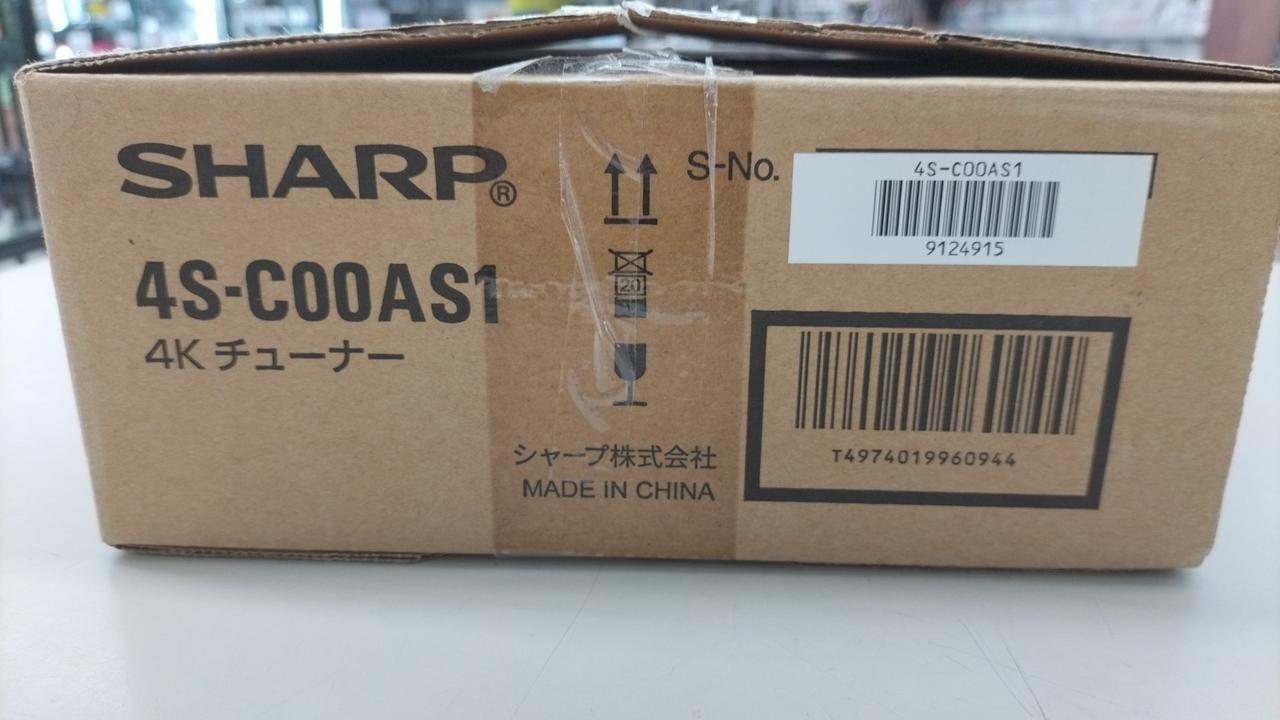 SHARP®
4S-C00AS1
4K チューナー
20
シャープ株式会社
MADE IN CHINA
S-No.
4S-C00AS1
9124915
T4974019960944